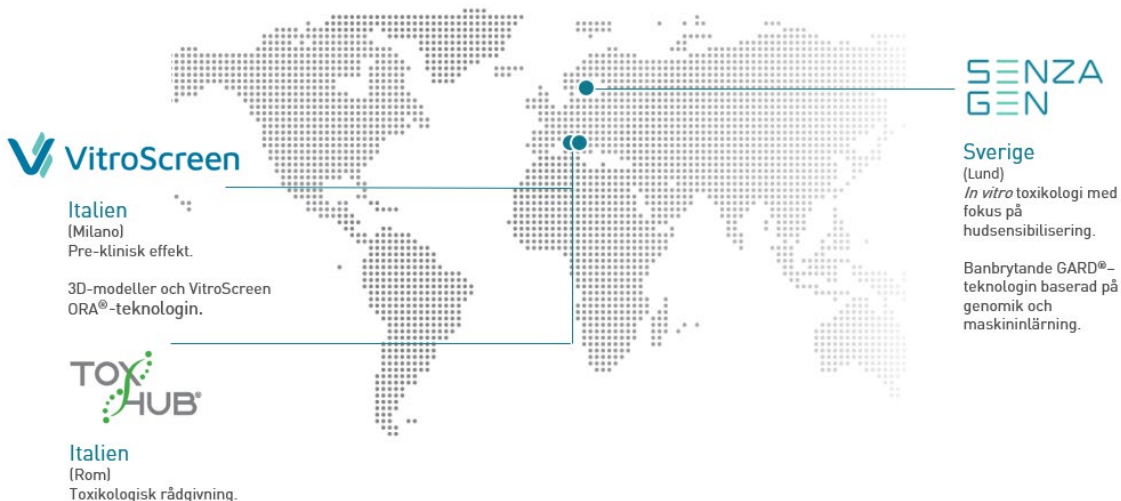 VitroScreen
Italien
(Milano)
Pre-klinisk effekt.
3D-modeller och VitroScreen
ORA®-teknologin.
TOX
HUB®
Italien
(Rom)
Toxikologisk rådgivning.
SENZA
GEN
Sverige
(Lund)
In vitro toxikologi med
fokus på
hudsensibilisering.
Banbrytande GARD®–
teknologin baserad på
genomik och
maskininlärning.